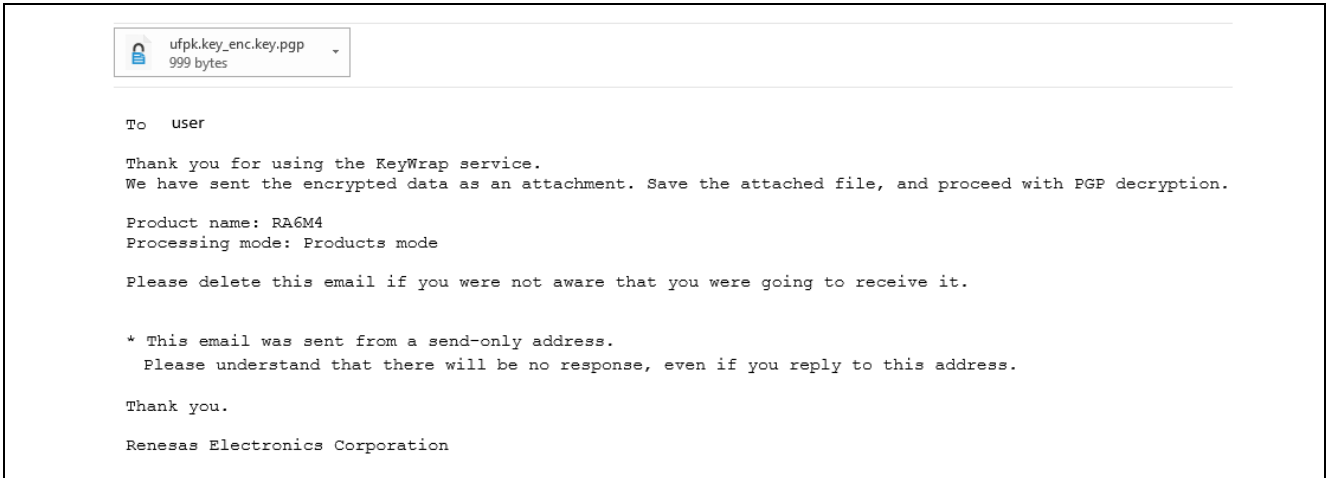 ufpk.key_enc.key.pgp
999 bytes
To user
Thank you for using the KeyWrap service.
We have sent the encrypted data as an attachment. Save the attached file, and proceed with PGP decryption.
Product name: RA6M4
Processing mode: Products mode
Please delete this email if you were not aware that you were going to receive it.
* This email was sent from a send-only address.
Please understand that there will be no response, even if you reply to this address.
Thank you.
Renesas Electronics Corporation